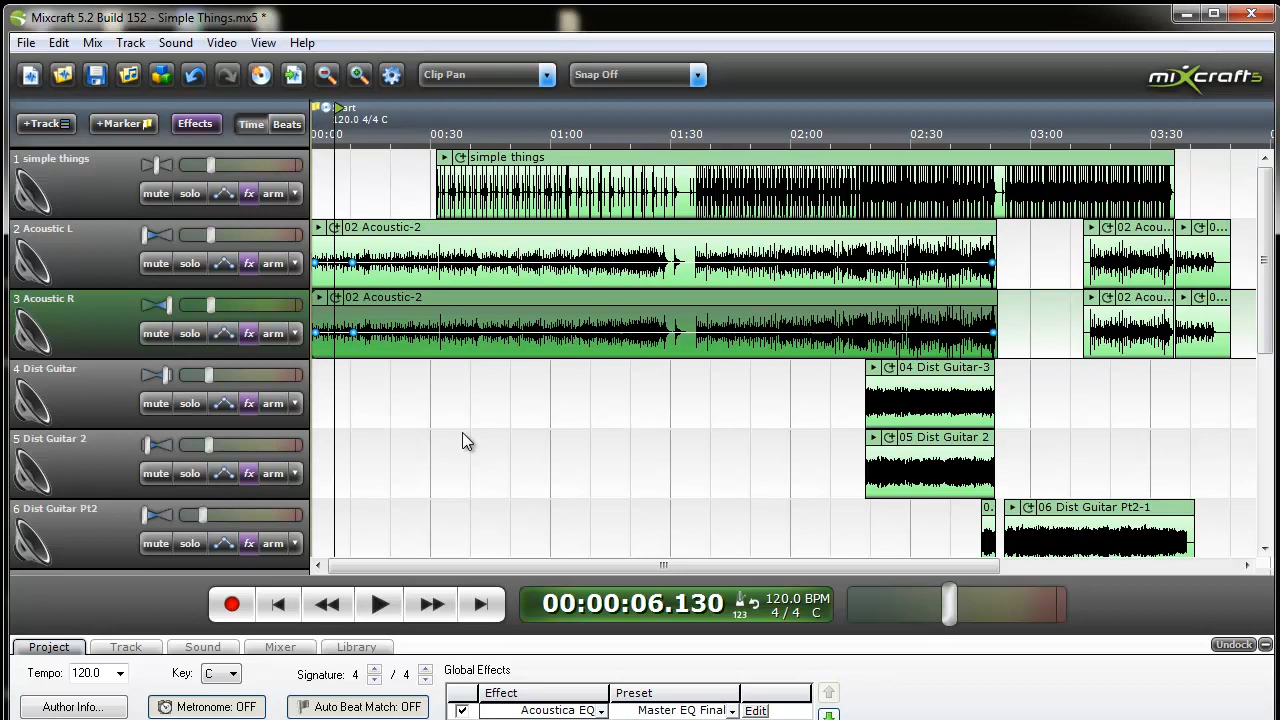 Mixcraft 5.2 Build 152 - Simple Things.mx5 *
File Edit Mix Track Sound Video View Help
Clip Pan Snap Off mixcraft5
+Track +Marker Effects Time Beats
120.0 4/4 C
00:30 01:00 01:30 02:00 02:30 03:00 03:30
1 simple things
mute solo fx arm
simple things
2 Acoustic L
mute solo fx arm
02 Acoustic-2 02 Acou... 0...
3 Acoustic R
mute solo fx arm
02 Acoustic-2 02 Acou... 0...
4 Dist Guitar
mute solo fx arm
04 Dist Guitar-3
5 Dist Guitar 2
mute solo fx arm
05 Dist Guitar 2
6 Dist Guitar Pt2
mute solo fx arm
0. 06 Dist Guitar Pt2-1
00:00:06.130 123 120.0 BPM
4 / 4 C
Project Track Sound Mixer Library Undock
Tempo: 120.0 Key: C Signature: 4 / 4 Global Effects
Effect Preset
Author Info... Metronome: OFF Auto Beat Match: OFF
Acoustica EQ Master EQ Final Edit